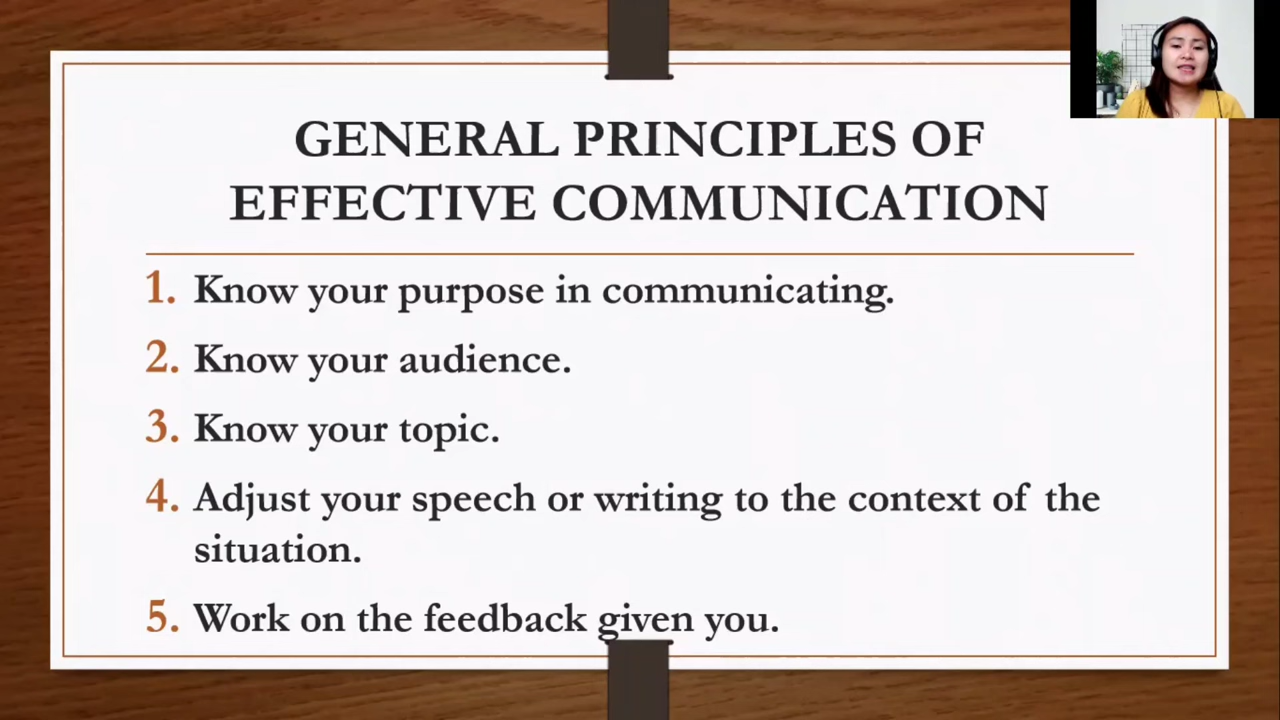 GENERAL PRINCIPLES OF
EFFECTIVE COMMUNICATION
1. Know your purpose in communicating.
2. Know your audience.
3. Know your topic.
4. Adjust your speech or writing to the context of the
situation.
5. Work on the feedback given you.